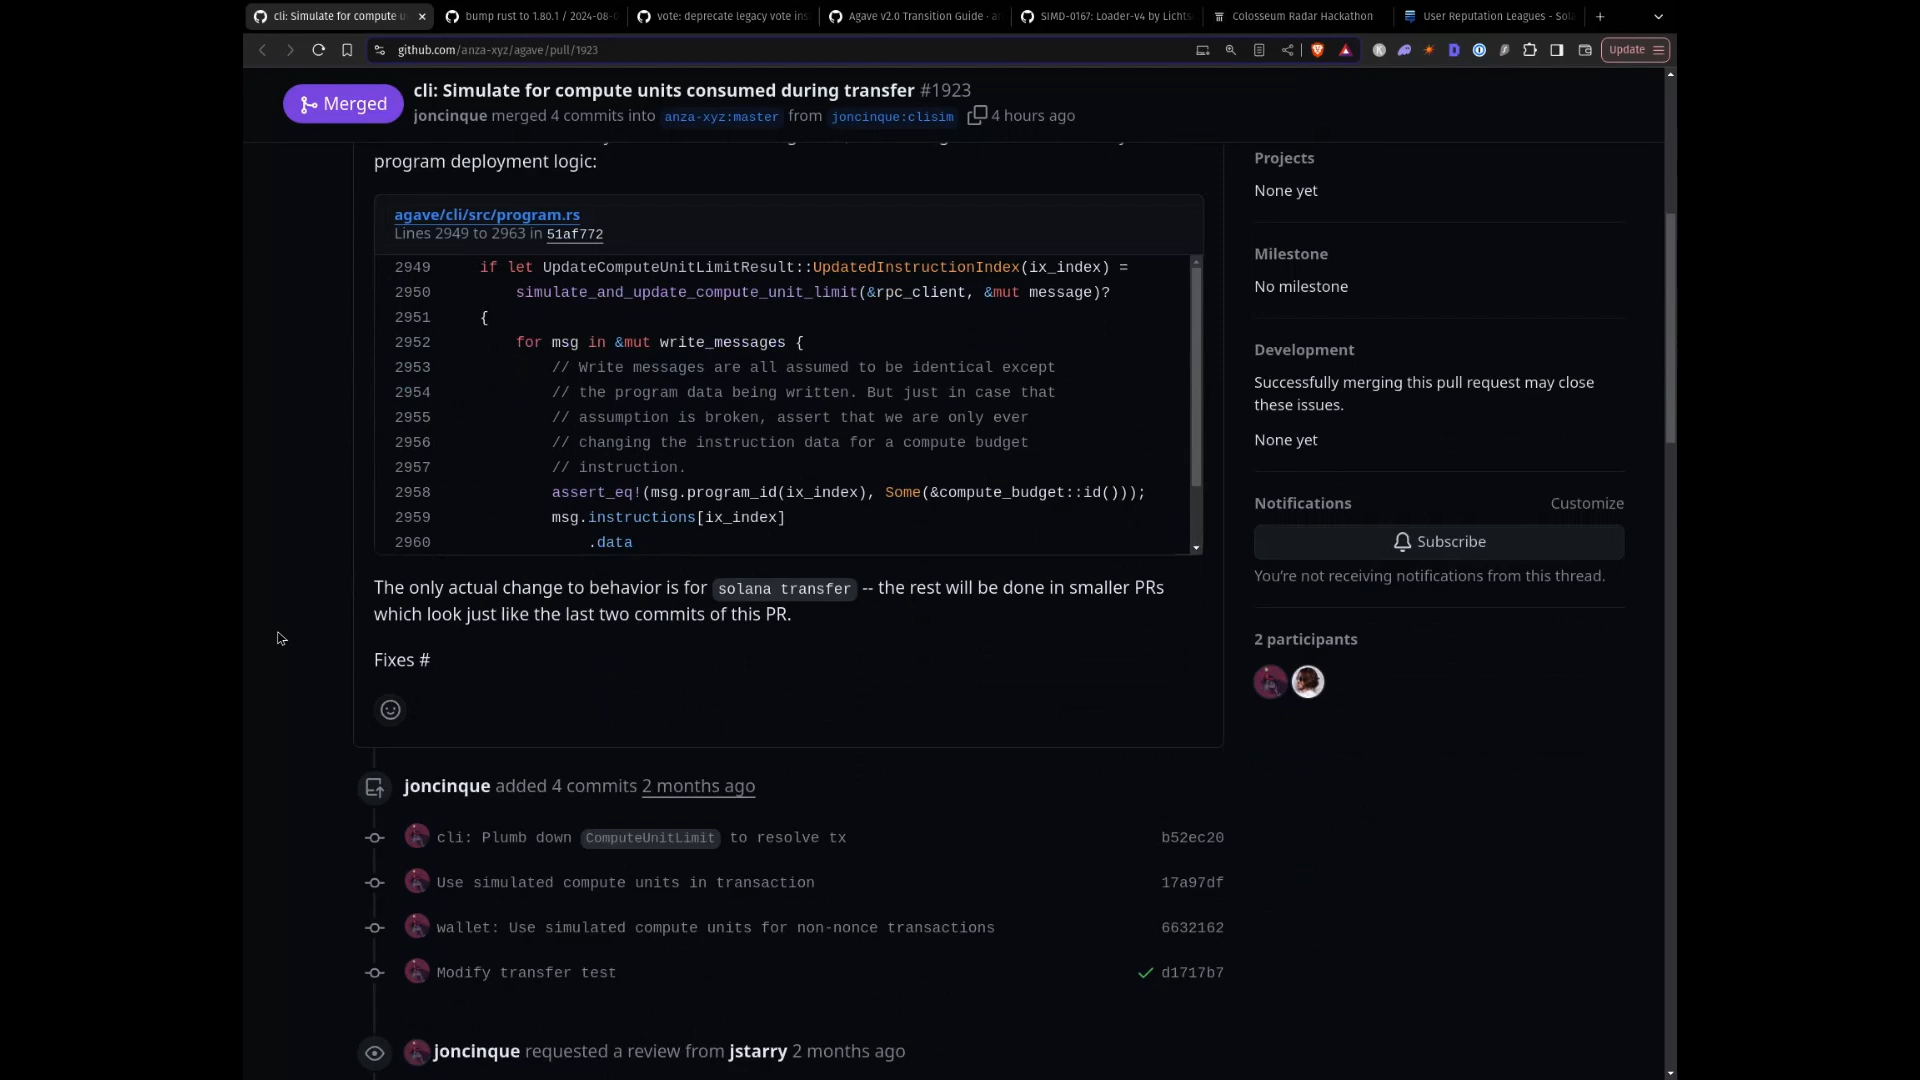 cli: Simulate for compute u
bump rust to 1.80.1 / 2024-08-
vote: deprecate legacy vote ins
Agave v2.0 Transition Guide · a
SIMD-0167: Loader-v4 by Lichts
Colosseum Radar Hackathon
User Reputation Leagues - Sola
github.com/anza-xyz/agave/pull/1923
Update
Merged
cli: Simulate for compute units consumed during transfer #1923
joncinque merged 4 commits into anza-xyz:master from joncinque:clisim 4 hours ago
program deployment logic:
agave/cli/src/program.rs
Lines 2949 to 2963 in 51af772
2949 if let UpdateComputeUnitLimitResult::UpdatedInstructionIndex(ix_index) =
2950 simulate_and_update_compute_unit_limit(&rpc_client, &mut message)?
2951 {
2952 for msg in &mut write_messages {
2953 // Write messages are all assumed to be identical except
2954 // the program data being written. But just in case that
2955 // assumption is broken, assert that we are only ever
2956 // changing the instruction data for a compute budget
2957 // instruction.
2958 assert_eq!(msg.program_id(ix_index), Some(&compute_budget::id()));
2959 msg.instructions[ix_index]
2960 .data
The only actual change to behavior is for solana transfer -- the rest will be done in smaller PRs
which look just like the last two commits of this PR.
Fixes #
joncinque added 4 commits 2 months ago
cli: Plumb down ComputeUnitLimit to resolve tx b52ec20
Use simulated compute units in transaction 17a97df
wallet: Use simulated compute units for non-nonce transactions 6632162
Modify transfer test d1717b7
joncinque requested a review from jstarry 2 months ago
Projects
None yet
Milestone
No milestone
Development
Successfully merging this pull request may close
these issues.
None yet
Notifications Customize
Subscribe
You're not receiving notifications from this thread.
2 participants